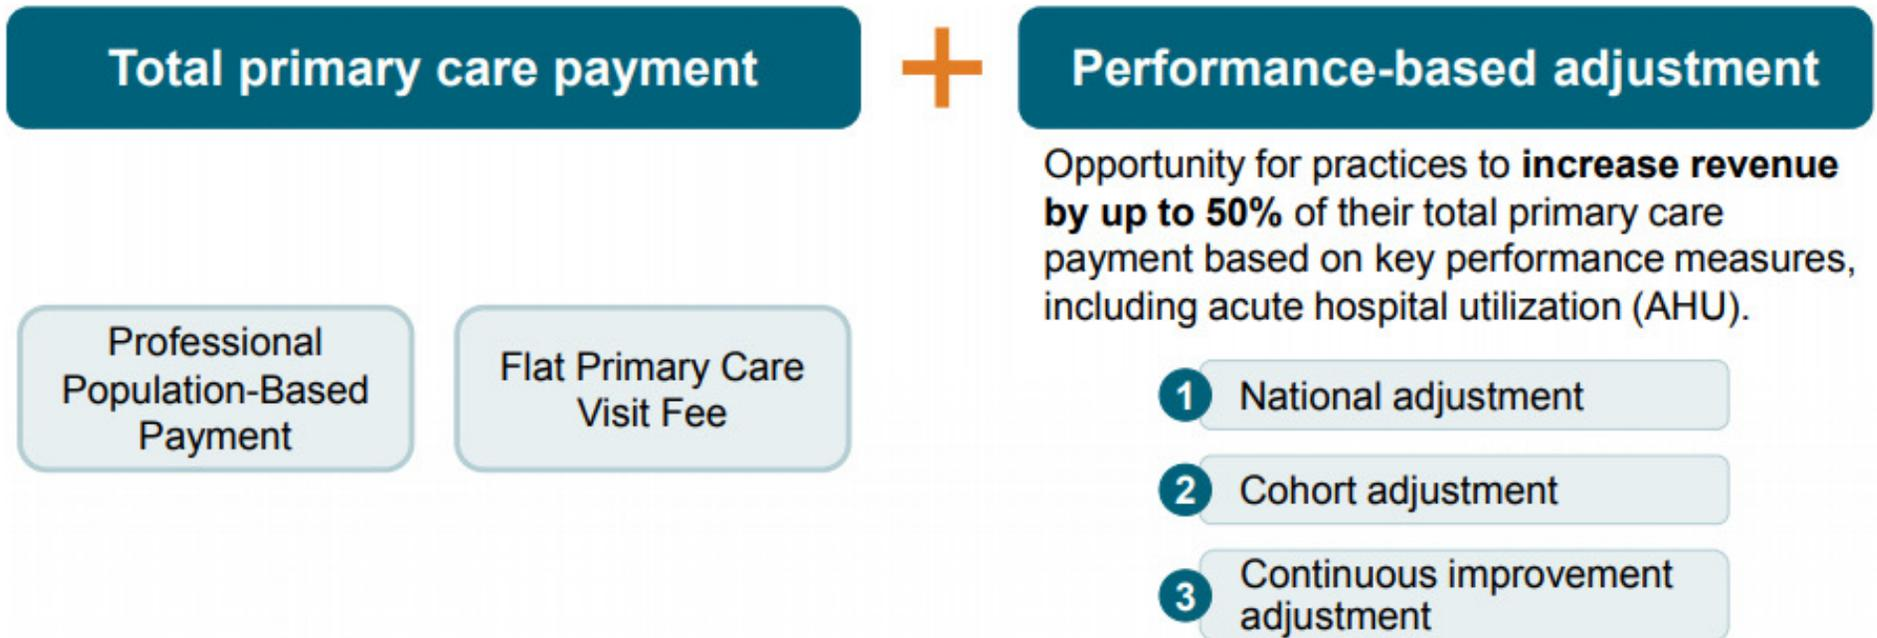 Total primary care payment
+
Performance-based adjustment
Professional
Population-Based
Payment
Flat Primary Care
Visit Fee
Opportunity for practices to increase revenue
by up to 50% of their total primary care
payment based on key performance measures,
including acute hospital utilization (AHU).
1 National adjustment
2 Cohort adjustment
3 Continuous improvement
adjustment